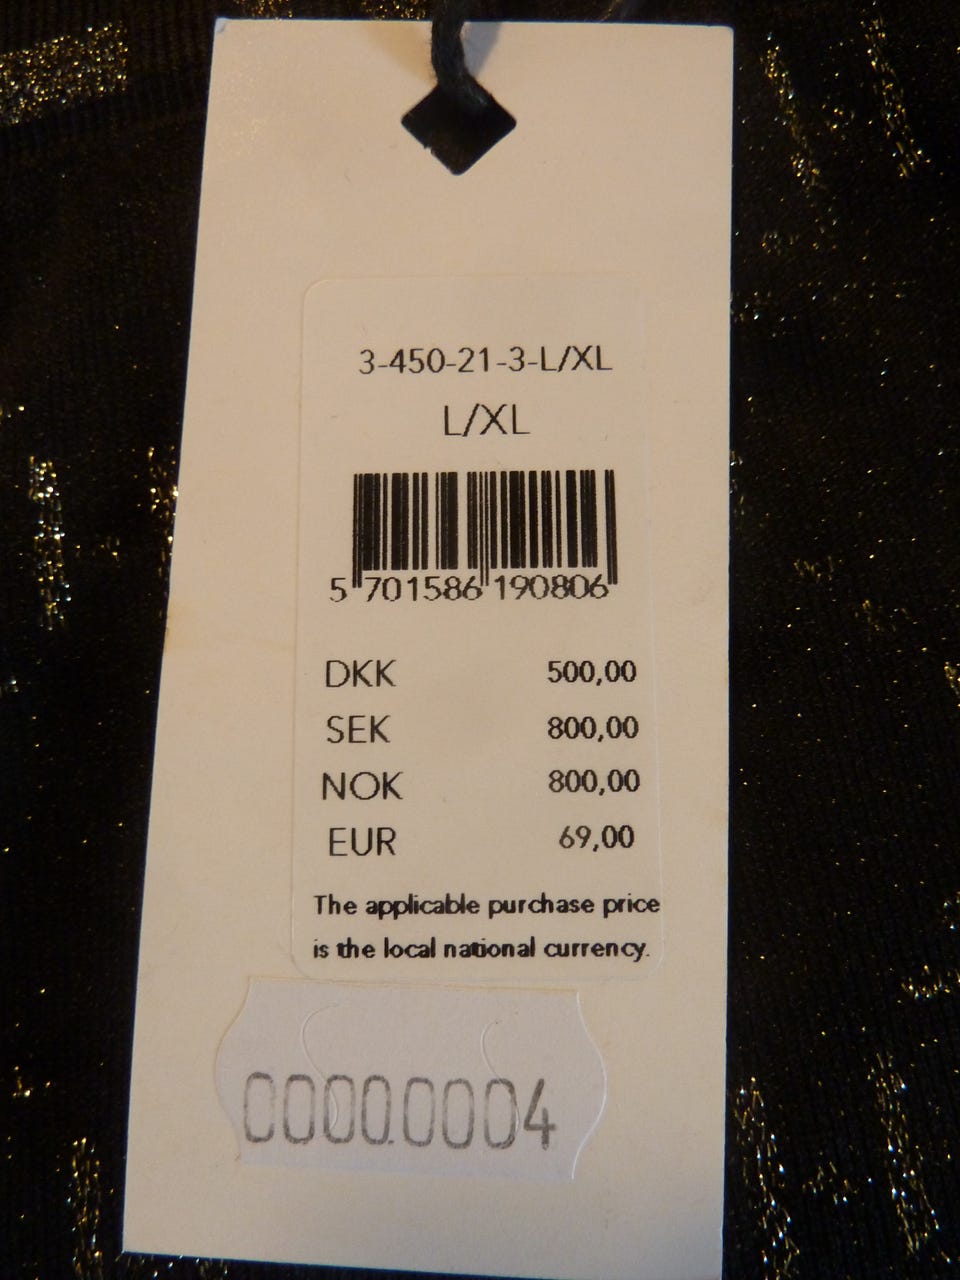 3-450-21-3-L/XL
L/XL
5 701586 190806
DKK 500,00
SEK 800,00
NOK 800,00
EUR 69,00
The applicable purchase price
is the local national currency.
0000.0004